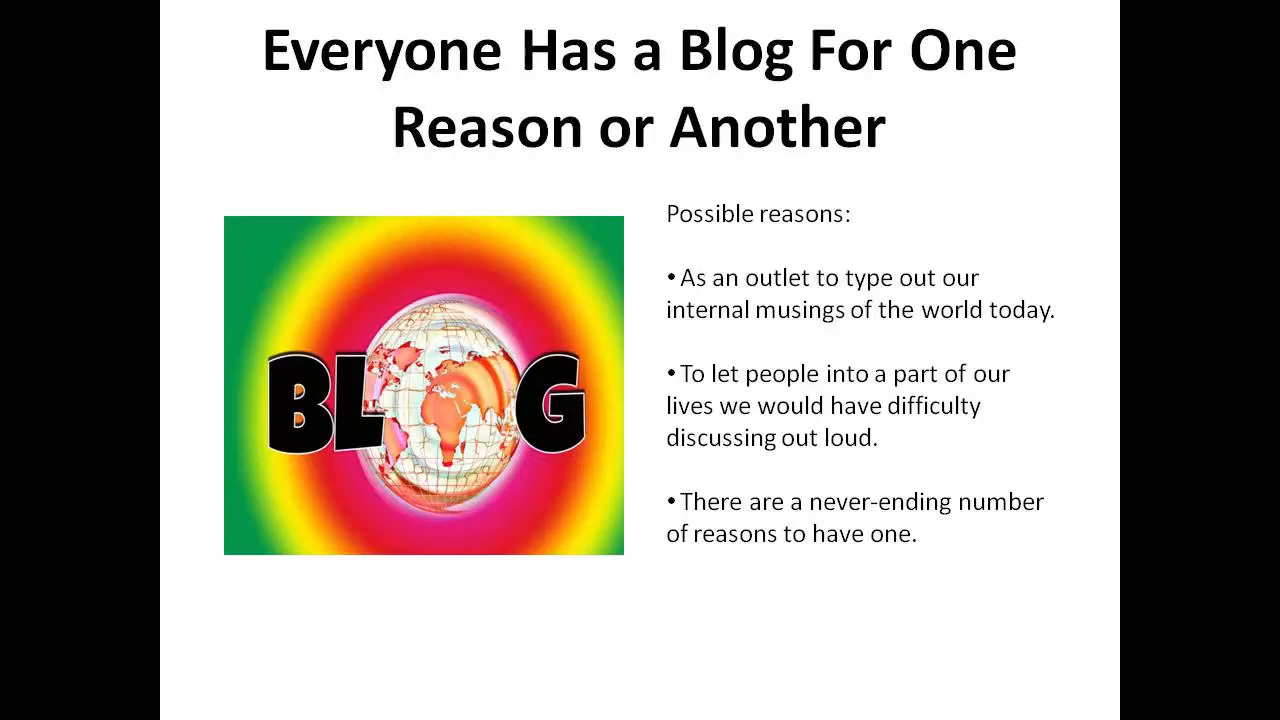 Everyone Has a Blog For One
Reason or Another
BLOG
Possible reasons:
•As an outlet to type out our
internal musings of the world today.
•To let people into a part of our
lives we would have difficulty
discussing out loud.
•There are a never-ending number
of reasons to have one.